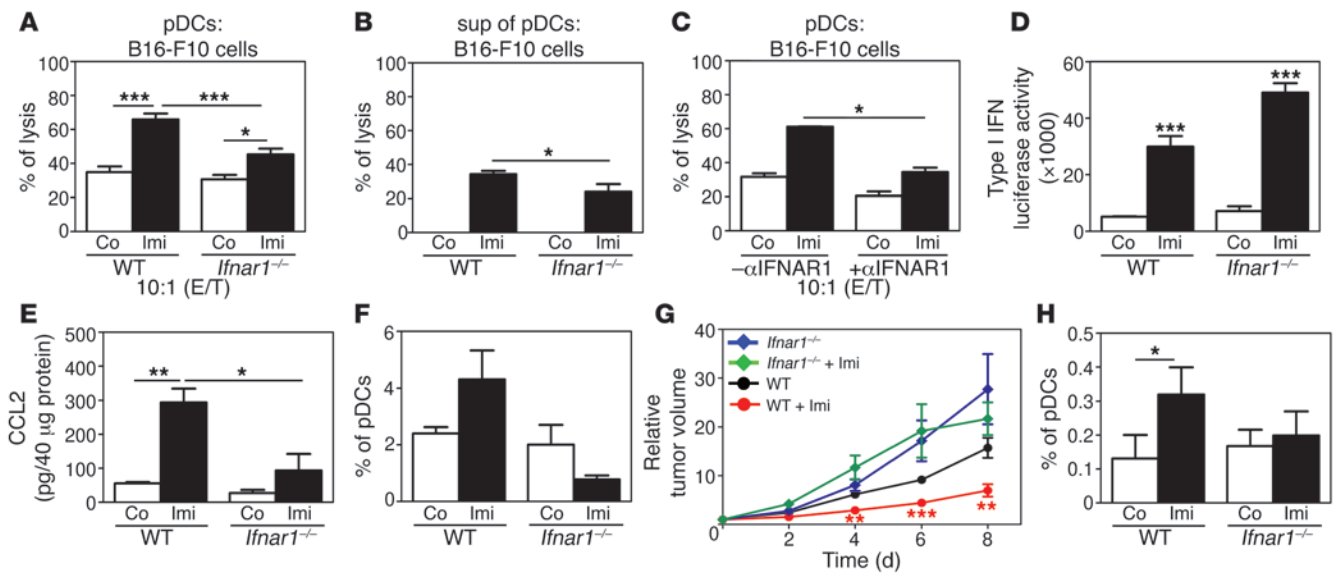 A
pDCs:
B16-F10 cells
% of lysis
100
80
60
40
20
0
***
***
*
Co Imi Co Imi
WT Ifnar1–/–
10:1 (E/T)
B
sup of pDCs:
B16-F10 cells
% of lysis
100
80
60
40
20
0
*
Co Imi Co Imi
WT Ifnar1–/–
C
pDCs:
B16-F10 cells
% of lysis
100
80
60
40
20
0
*
Co Imi Co Imi
–αIFNAR1 +αIFNAR1
10:1 (E/T)
D
Type I IFN
luciferase activity
(×1000)
60
40
20
0
***
***
Co Imi Co Imi
WT Ifnar1–/–
E
CCL2
(pg/40 μg protein)
500
400
300
200
100
0
** *
Co Imi Co Imi
WT Ifnar1–/–
F
% of pDCs
6
4
2
0
Co Imi Co Imi
WT Ifnar1–/–
G
Relative
tumor volume
40
30
20
10
0
Ifnar1–/–
Ifnar1–/– + Imi
WT
WT + Imi
** *** **
0 2 4 6 8
Time (d)
H
% of pDCs
0.5
0.4
0.3
0.2
0.1
0
*
Co Imi Co Imi
WT Ifnar1–/–